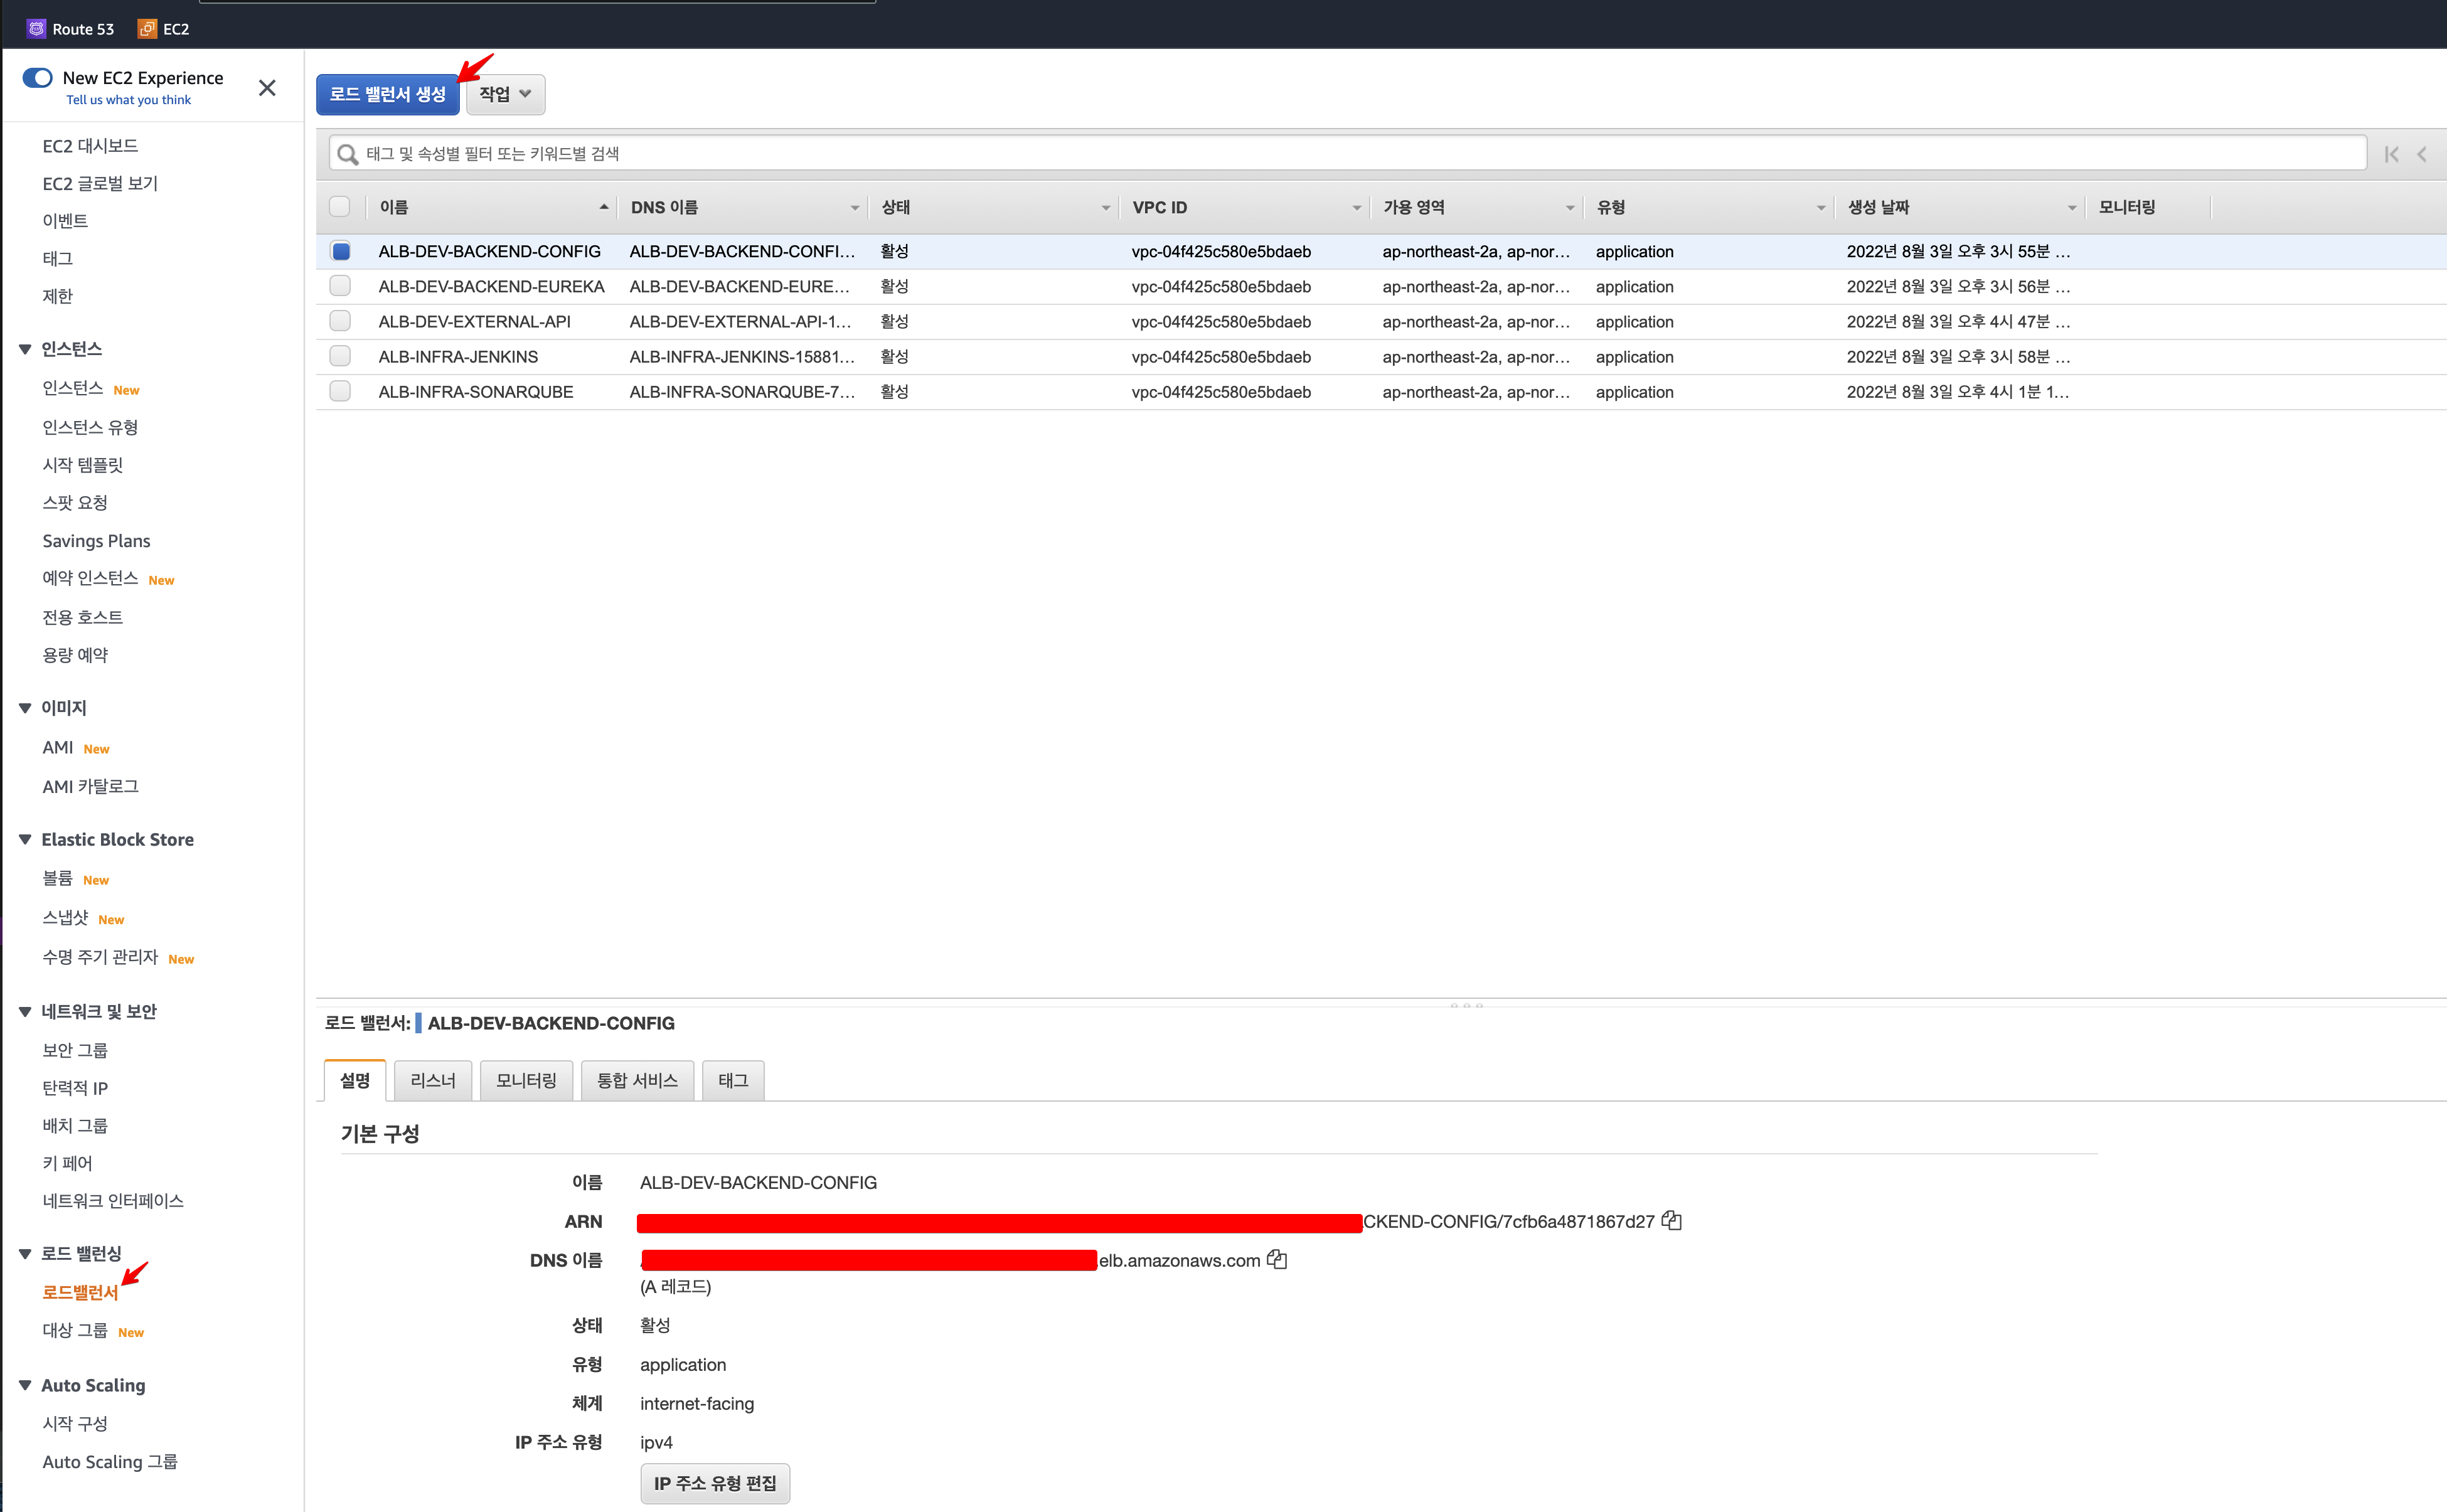 Route 53 EC2
New EC2 Experience
Tell us what you think
EC2 대시보드
EC2 글로벌 보기
이벤트
태그
제한
인스턴스
인스턴스 New
인스턴스 유형
시작 템플릿
스팟 요청
Savings Plans
예약 인스턴스 New
전용 호스트
용량 예약
이미지
AMI New
AMI 카탈로그
Elastic Block Store
볼륨 New
스냅샷 New
수명 주기 관리자 New
네트워크 및 보안
보안 그룹
탄력적 IP
배치 그룹
키 페어
네트워크 인터페이스
로드 밸런싱
로드밸런서
대상 그룹 New
Auto Scaling
시작 구성
Auto Scaling 그룹
로드 밸런서 생성 작업
태그 및 속성별 필터 또는 키워드별 검색
이름 DNS 이름 상태 VPC ID 가용 영역 유형 생성 날짜 모니터링
ALB-DEV-BACKEND-CONFIG ALB-DEV-BACKEND-CONFI... 활성 vpc-04f425c580e5bdaeb ap-northeast-2a, ap-nor... application 2022년 8월 3일 오후 3시 55분 ...
ALB-DEV-BACKEND-EUREKA ALB-DEV-BACKEND-EURE... 활성 vpc-04f425c580e5bdaeb ap-northeast-2a, ap-nor... application 2022년 8월 3일 오후 3시 56분 ...
ALB-DEV-EXTERNAL-API ALB-DEV-EXTERNAL-API-1... 활성 vpc-04f425c580e5bdaeb ap-northeast-2a, ap-nor... application 2022년 8월 3일 오후 4시 47분 ...
ALB-INFRA-JENKINS ALB-INFRA-JENKINS-15881... 활성 vpc-04f425c580e5bdaeb ap-northeast-2a, ap-nor... application 2022년 8월 3일 오후 3시 58분 ...
ALB-INFRA-SONARQUBE ALB-INFRA-SONARQUBE-7... 활성 vpc-04f425c580e5bdaeb ap-northeast-2a, ap-nor... application 2022년 8월 3일 오후 4시 1분 1...
로드 밸런서: ALB-DEV-BACKEND-CONFIG
설명 리스너 모니터링 통합 서비스 태그
기본 구성
이름 ALB-DEV-BACKEND-CONFIG
ARN CKEND-CONFIG/7cfb6a4871867d27
DNS 이름 elb.amazonaws.com
(A 레코드)
상태 활성
유형 application
체계 internet-facing
IP 주소 유형 ipv4
IP 주소 유형 편집